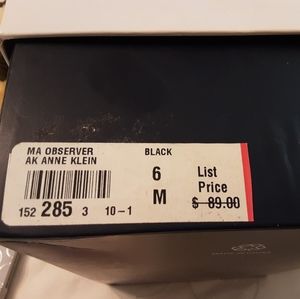 MA OBSERVER
AK ANNE KLEIN
BLACK
6
M
List
Price
$ 89.00
152 285 3 10-1